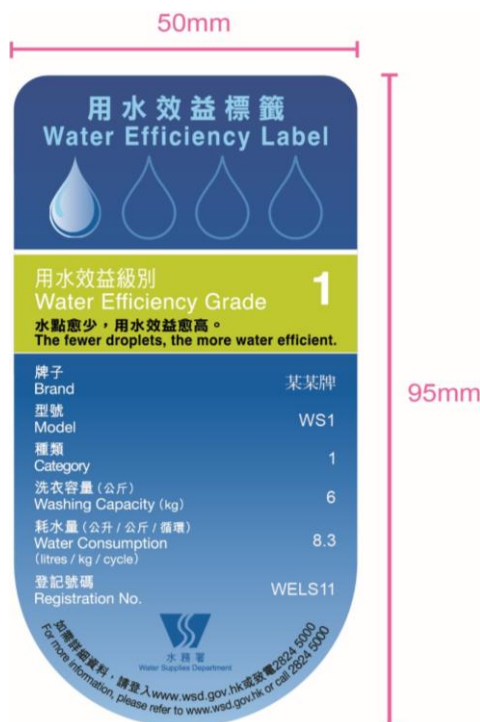 50mm
用水效益標籤
Water Efficiency Label
用水效益級別
Water Efficiency Grade
1
水點愈少，用水效益愈高。
The fewer droplets, the more water efficient.
牌子
Brand
某某牌
型號
Model
WS1
種類
Category
1
洗衣容量（公斤）
Washing Capacity (kg)
6
耗水量（公升 / 公斤 / 循環）
Water Consumption
(litres / kg / cycle)
8.3
登記號碼
Registration No.
WELS11
水務署
Water Supplies Department
如需詳細資料，請登入www.wsd.gov.hk或致電2824 5000
For more information, please refer to www.wsd.gov.hk or call 2824 5000
95mm